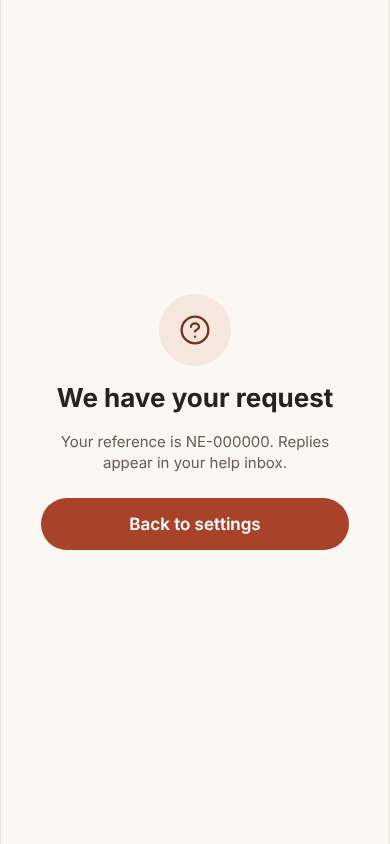 We have your request
Your reference is NE-000000. Replies
appear in your help inbox.
Back to settings